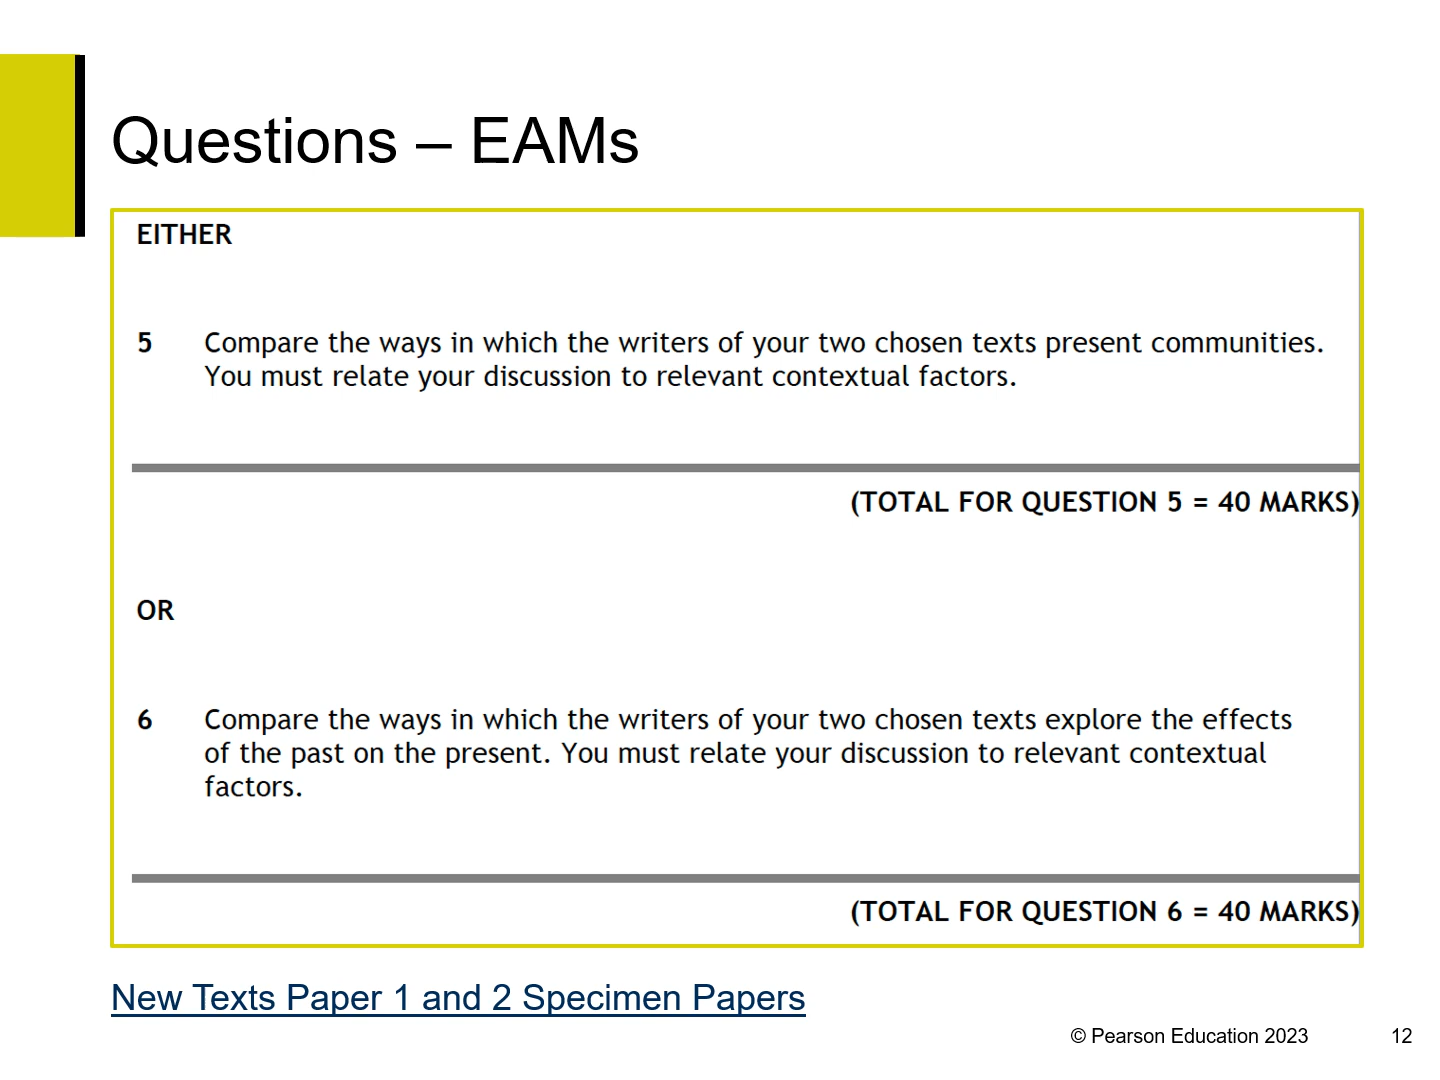 Questions – EAMs
EITHER
5 Compare the ways in which the writers of your two chosen texts present communities.
You must relate your discussion to relevant contextual factors.
(TOTAL FOR QUESTION 5 = 40 MARKS)
OR
6 Compare the ways in which the writers of your two chosen texts explore the effects
of the past on the present. You must relate your discussion to relevant contextual
factors.
(TOTAL FOR QUESTION 6 = 40 MARKS)
New Texts Paper 1 and 2 Specimen Papers
© Pearson Education 2023 12